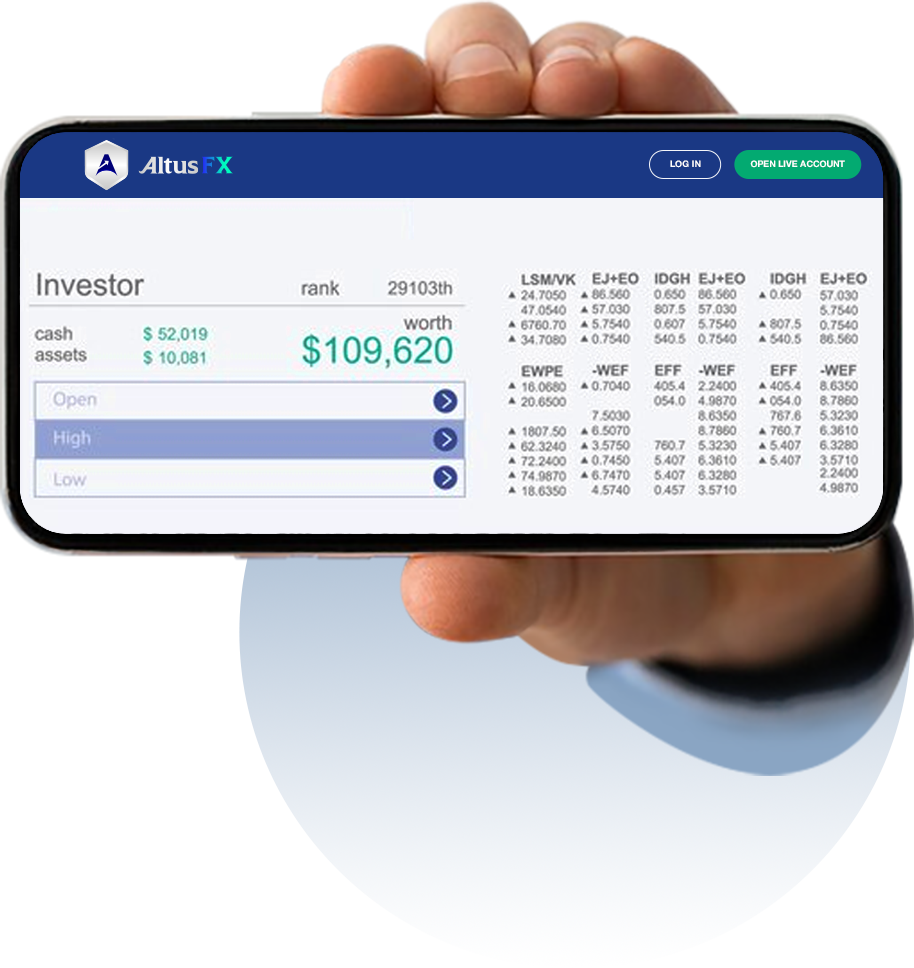 Altus FX
LOG IN
OPEN LIVE ACCOUNT
Investor
rank 29103th
cash $ 52,019
assets $ 10,081
worth
$109,620
Open
High
Low
LSM/VK EJ+EO IDGH EJ+EO IDGH EJ+EO
▲ 24.7050 ▲ 86.560 0.650 86.560 ▲ 0.650 57.030
47.0540 ▲ 57.030 807.5 57.030 5.7540
▲ 6760.70 ▲ 5.7540 0.607 5.7540 ▲ 807.5 0.7540
▲ 34.7080 ▲ 0.7540 540.5 0.7540 ▲ 540.5 86.560
EWPE -WEF EFF -WEF EFF -WEF
▲ 16.0680 ▲ 0.7040 405.4 2.2400 ▲ 405.4 8.6350
▲ 20.6500 054.0 4.9870 ▲ 054.0 8.7860
7.5030 8.6350 767.6 5.3230
▲ 1807.50 ▲ 6.5070 8.7860 ▲ 760.7 6.3610
▲ 62.3240 ▲ 3.5750 760.7 5.3230 ▲ 5.407 6.3280
▲ 72.2400 ▲ 0.7450 5.407 6.3610 ▲ 5.407 3.5710
▲ 74.9870 ▲ 6.7470 5.407 6.3280 2.2400
▲ 18.6350 4.5740 0.457 3.5710 4.9870